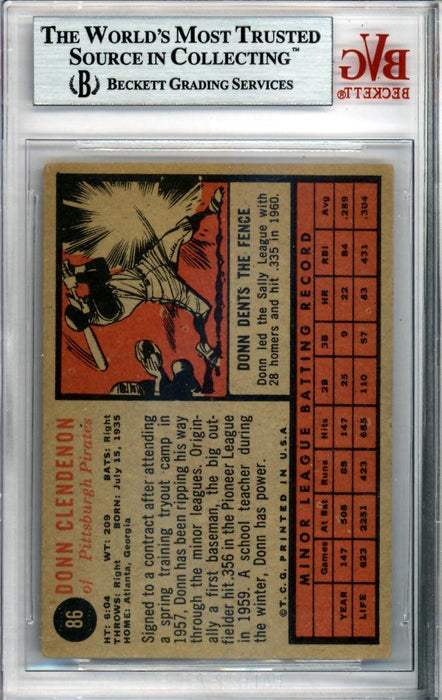 THE WORLD'S MOST TRUSTED
SOURCE IN COLLECTING™
(B) BECKETT GRADING SERVICES
BVG
BECKETT®
86
DONN CLENDENON
of Pittsburgh Pirates
HT: 6:04 WT: 209 BATS: Right
THROWS: Right BORN: July 15, 1935
HOME: Atlanta, Georgia
Signed to a contract after attending
a spring training tryout camp in
1957, Donn has been ripping his way
through the minor leagues. Origin-
ally a first baseman, the big out-
fielder hit .356 in the Pioneer League
in 1959. A school teacher during
the winter, Donn has power.
©T.C.G. PRINTED IN U.S.A.
DONN DENTS THE FENCE
Donn led the Sally League with
28 homers and hit .335 in 1960.
MINOR LEAGUE BATTING RECORD
Games At Bat Runs Hits 2B 3B HR RBI Avg
YEAR 147 508 88 147 25 9 22 84 .289
LIFE 623 2251 423 685 110 57 83 431 .304